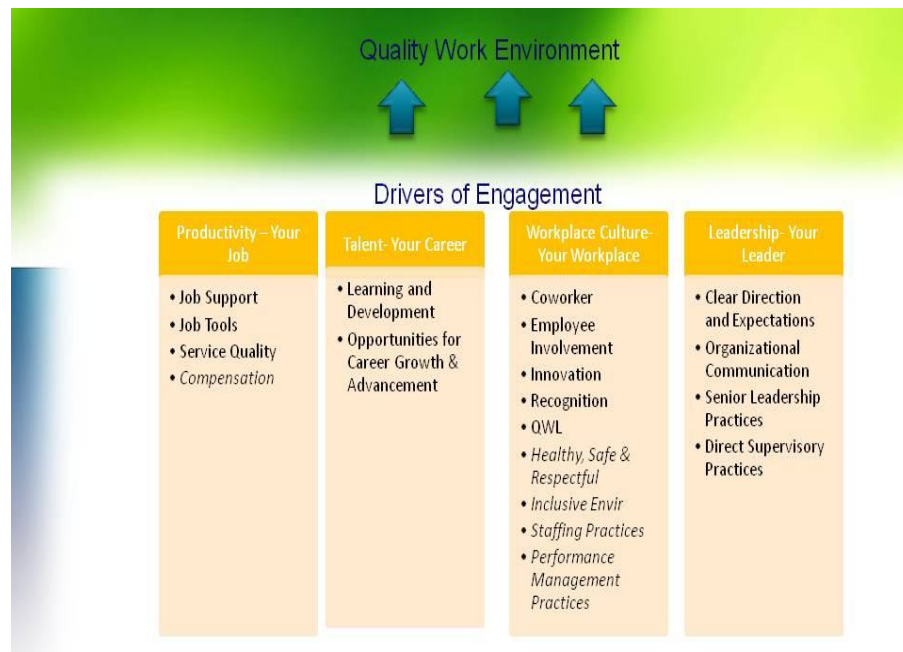 Quality Work Environment
Drivers of Engagement
Productivity – Your
Job
• Job Support
• Job Tools
• Service Quality
• Compensation
Talent- Your Career
• Learning and
Development
• Opportunities for
Career Growth &
Advancement
Workplace Culture-
Your Workplace
• Coworker
• Employee
Involvement
• Innovation
• Recognition
• QWL
• Healthy, Safe &
Respectful
• Inclusive Envir
• Staffing Practices
• Performance
Management
Practices
Leadership- Your
Leader
• Clear Direction
and Expectations
• Organizational
Communication
• Senior Leadership
Practices
• Direct Supervisory
Practices